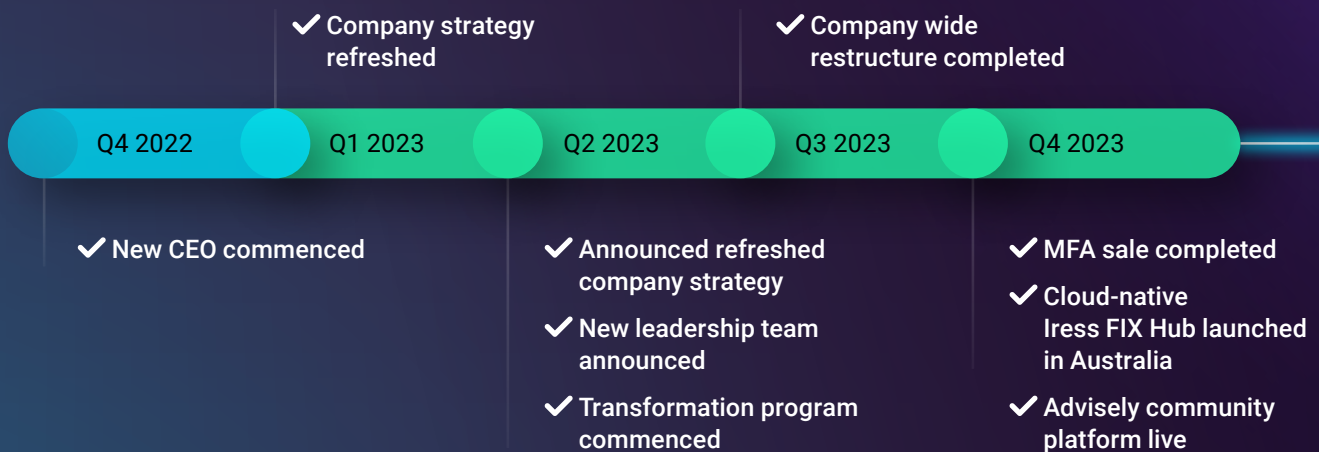 Company strategy
refreshed
Company wide
restructure completed
Q4 2022
Q1 2023
Q2 2023
Q3 2023
Q4 2023
New CEO commenced
Announced refreshed
company strategy
New leadership team
announced
Transformation program
commenced
MFA sale completed
Cloud-native
Iress FIX Hub launched
in Australia
Advisely community
platform live